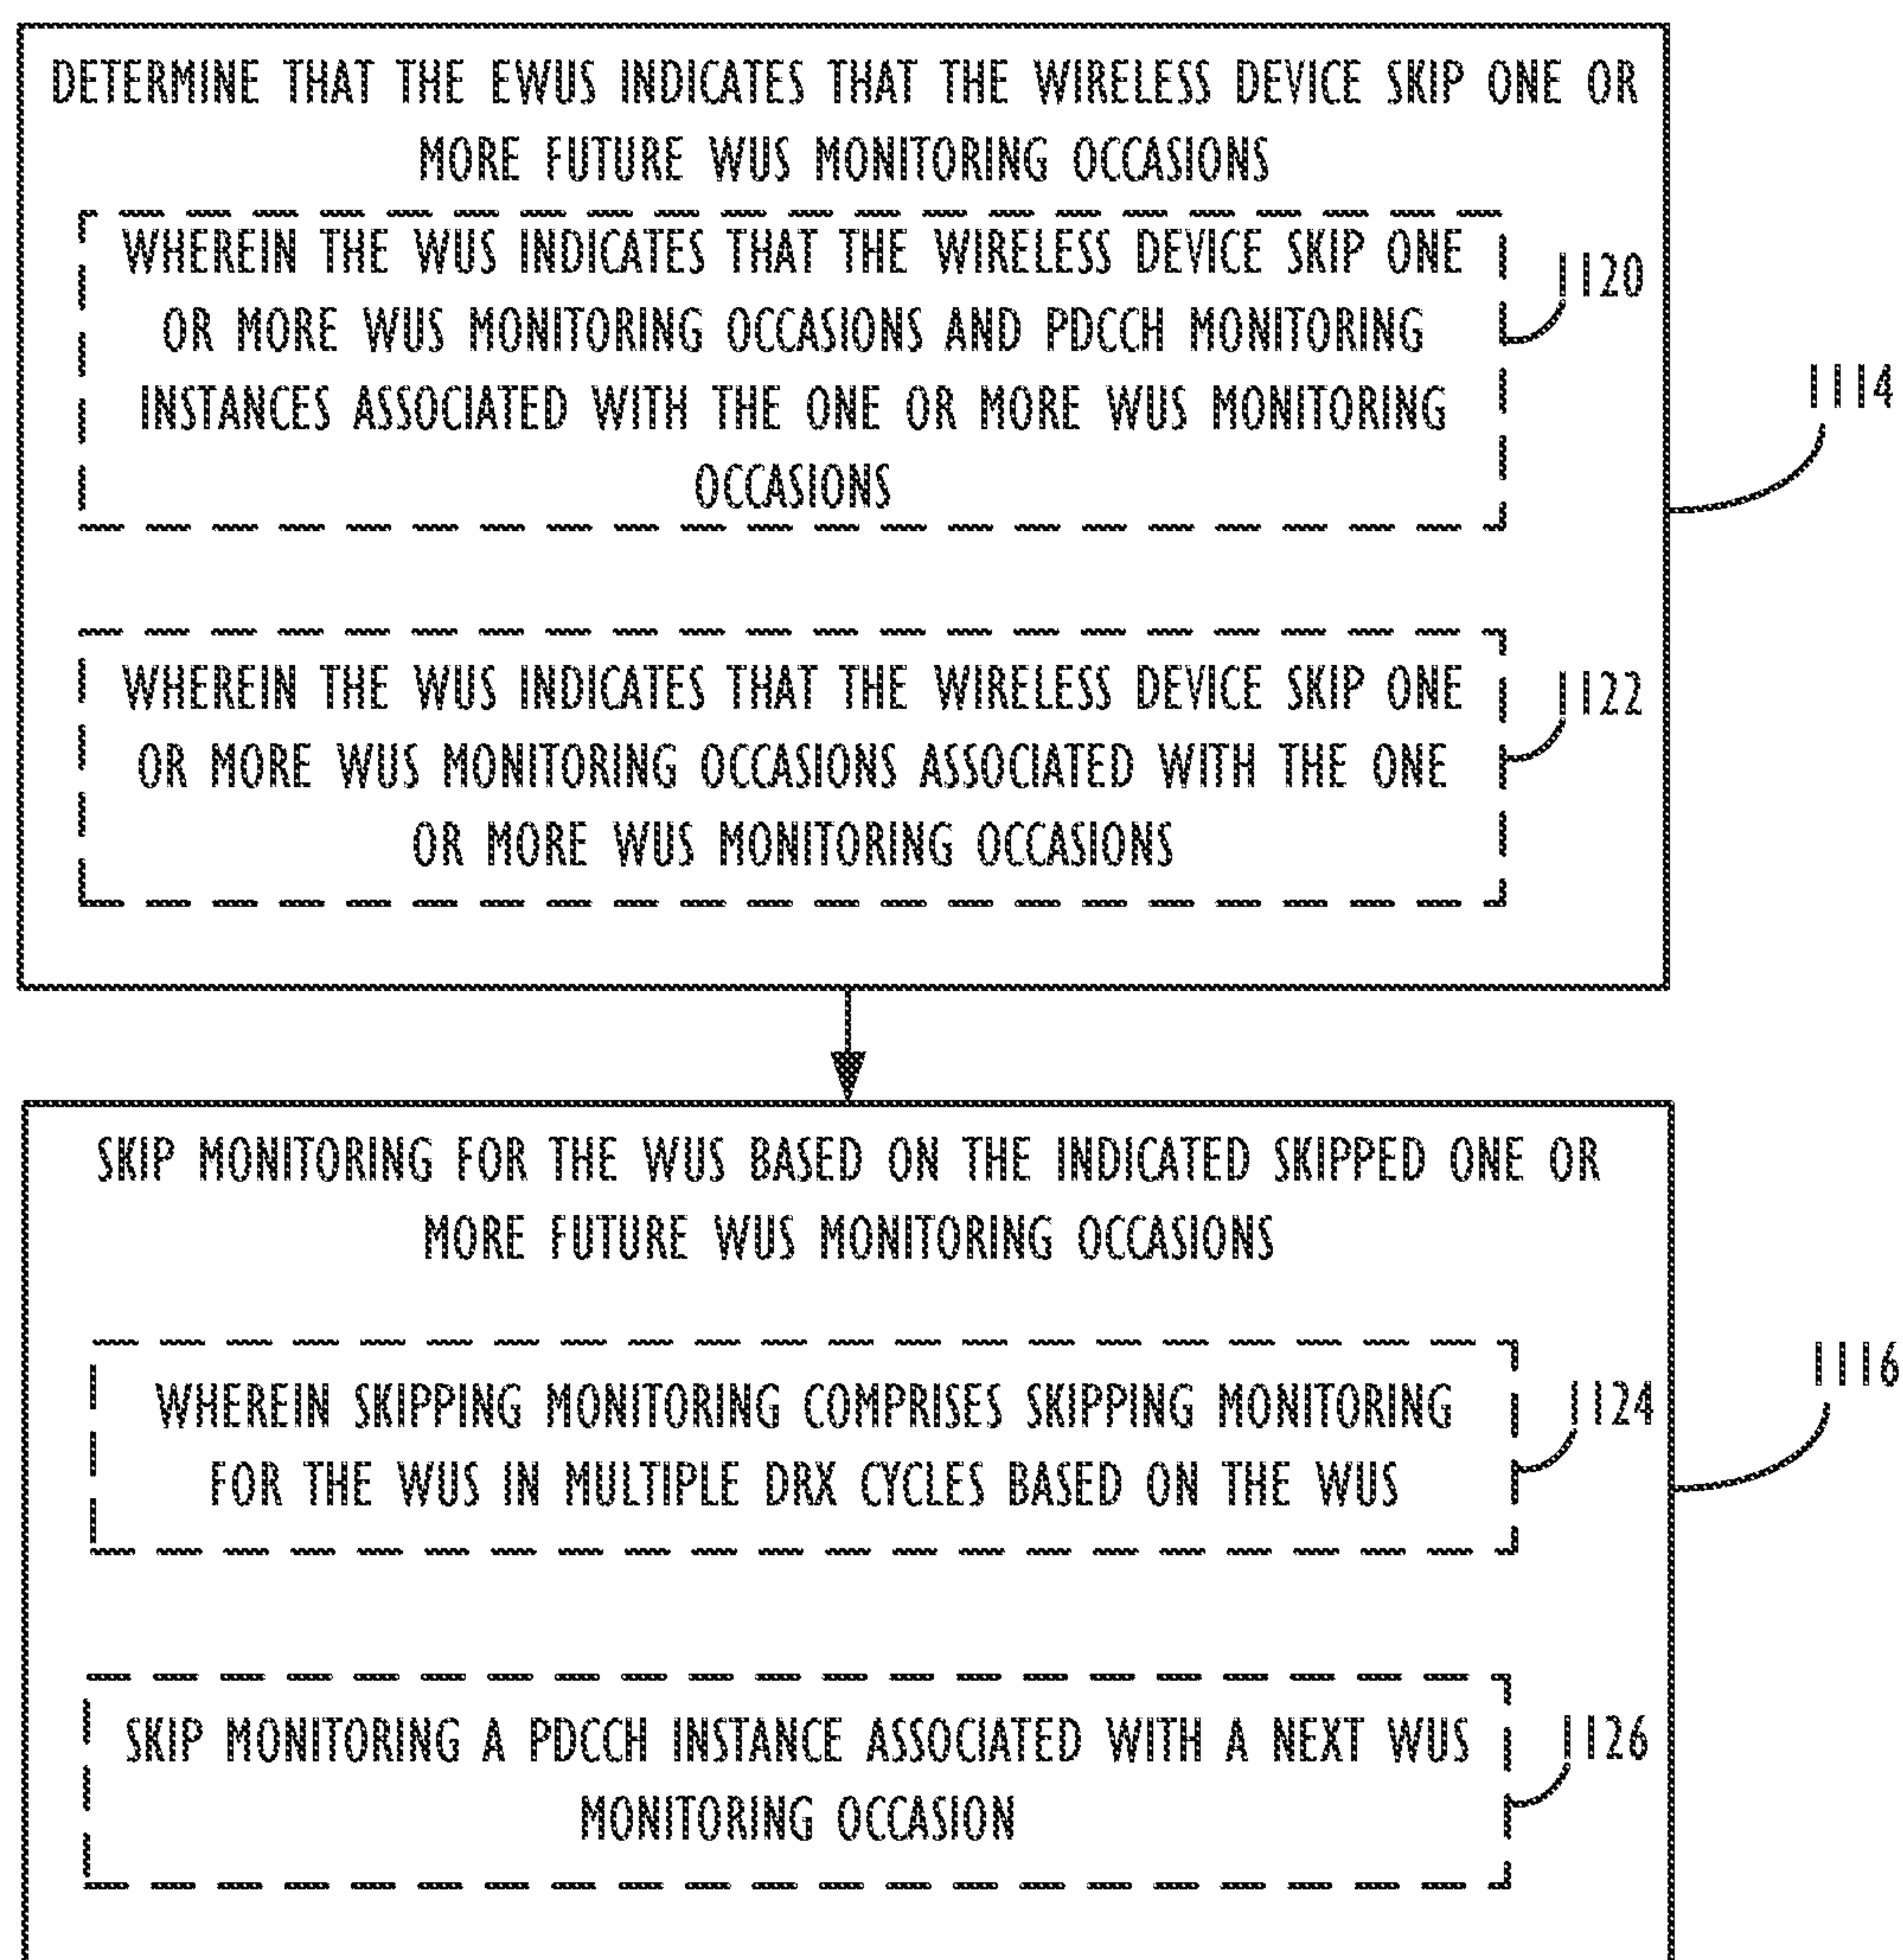 DETERMINE THAT THE EWUS INDICATES THAT THE WIRELESS DEVICE SKIP ONE OR
MORE FUTURE WUS MONITORING OCCASIONS
WHEREIN THE WUS INDICATES THAT THE WIRELESS DEVICE SKIP ONE
OR MORE WUS MONITORING OCCASIONS AND PDCCH MONITORING
INSTANCES ASSOCIATED WITH THE ONE OR MORE WUS MONITORING
OCCASIONS
1120
1114
WHEREIN THE WUS INDICATES THAT THE WIRELESS DEVICE SKIP ONE
OR MORE WUS MONITORING OCCASIONS ASSOCIATED WITH THE ONE
OR MORE WUS MONITORING OCCASIONS
1122
SKIP MONITORING FOR THE WUS BASED ON THE INDICATED SKIPPED ONE OR
MORE FUTURE WUS MONITORING OCCASIONS
1116
WHEREIN SKIPPING MONITORING COMPRISES SKIPPING MONITORING
FOR THE WUS IN MULTIPLE DRX CYCLES BASED ON THE WUS
1124
SKIP MONITORING A PDCCH INSTANCE ASSOCIATED WITH A NEXT WUS
MONITORING OCCASION
1126